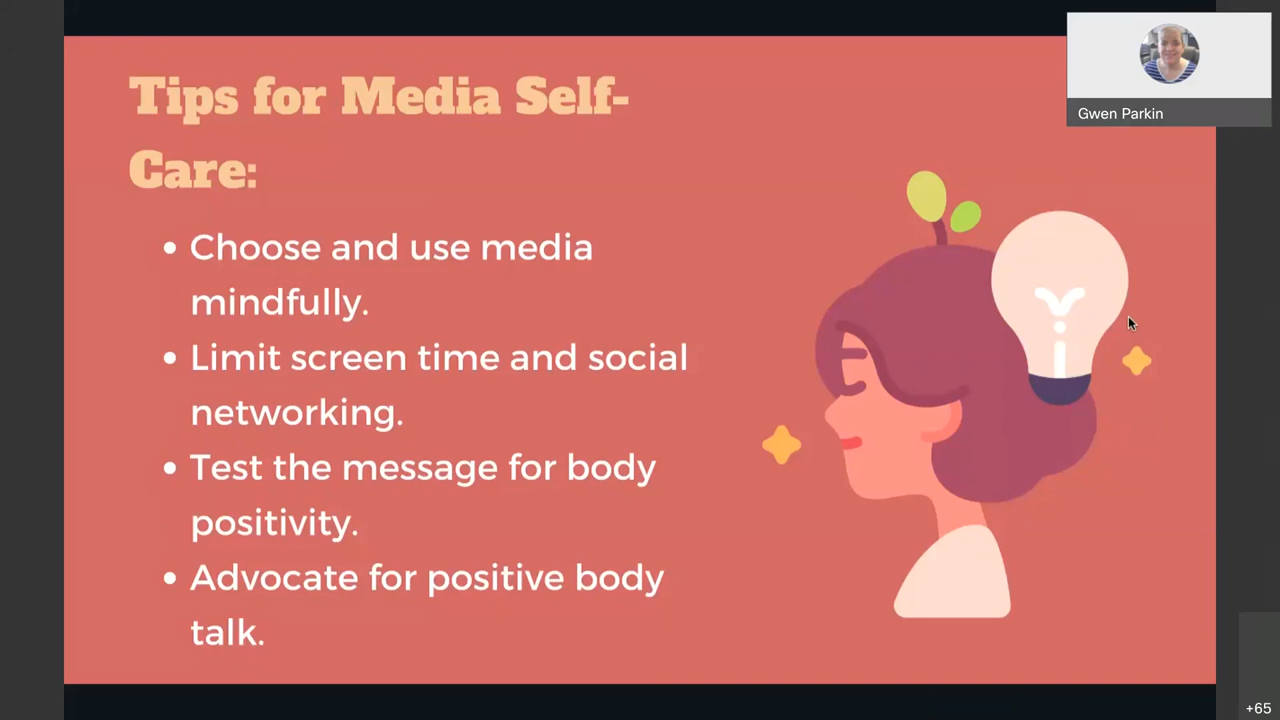 Tips for Media Self-
Care:
• Choose and use media
mindfully.
• Limit screen time and social
networking.
• Test the message for body
positivity.
• Advocate for positive body
talk.
Gwen Parkin
+65